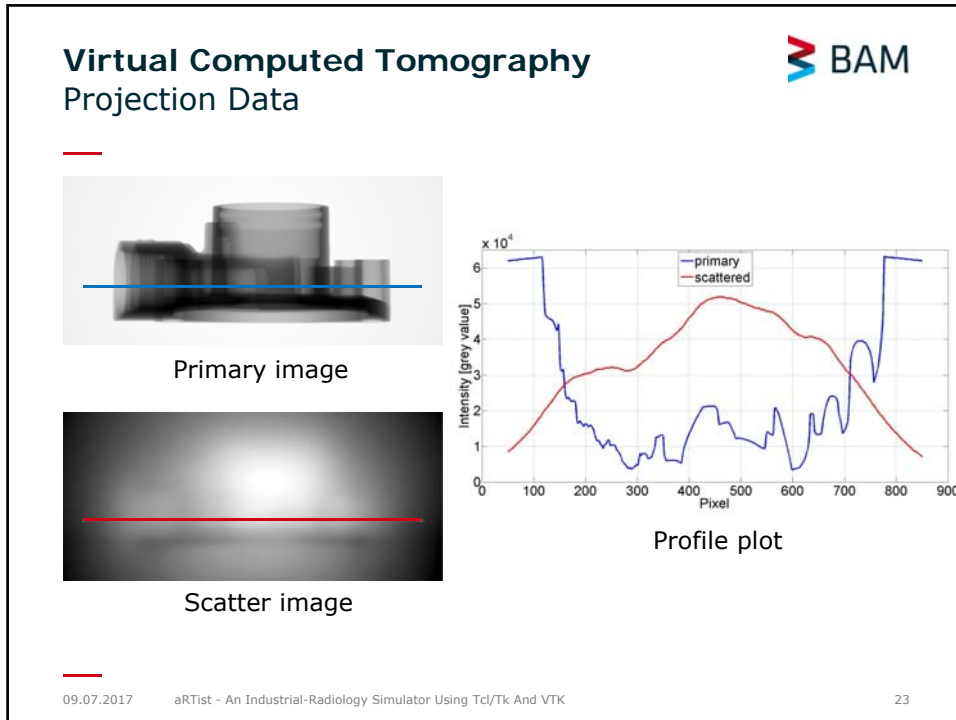 Virtual Computed Tomography
Projection Data
BAM
Primary image
Scatter image
x 10^4
primary
scattered
Intensity [grey value]
6
5
4
3
2
1
0
0 100 200 300 400 500 600 700 800 900
Pixel
Profile plot
09.07.2017 aRTist - An Industrial-Radiology Simulator Using Tcl/Tk And VTK 23